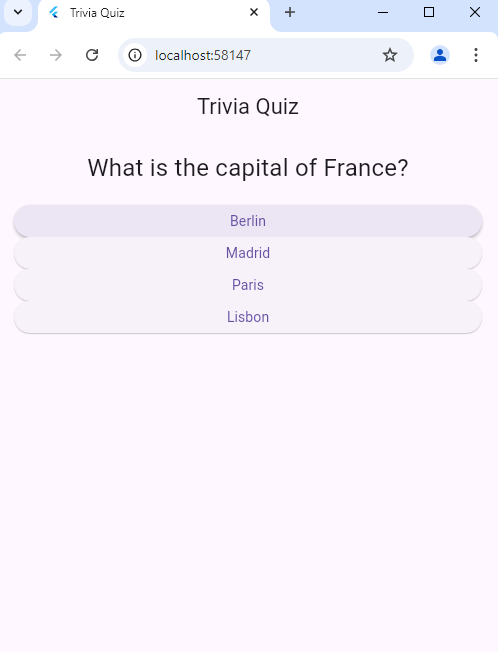 Trivia Quiz
localhost:58147
Trivia Quiz
What is the capital of France?
Berlin
Madrid
Paris
Lisbon